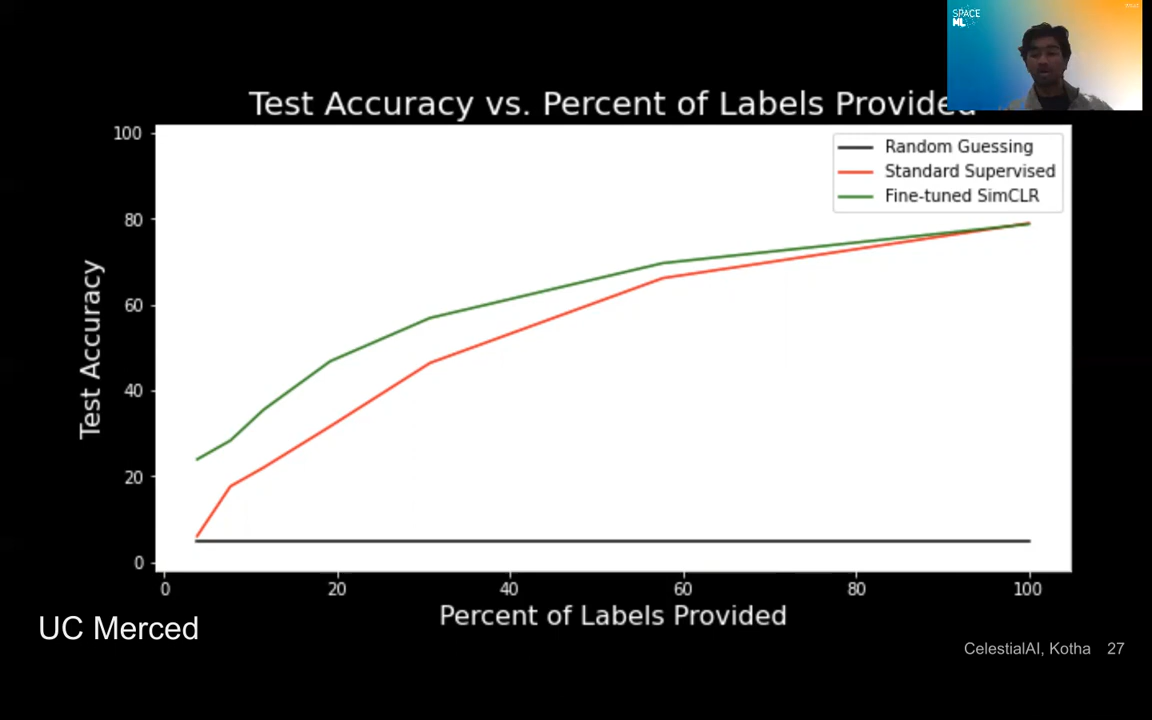 SPACE
ML
Test Accuracy vs. Percent of Labels Provided
100
80
60
40
20
0
Test Accuracy
Random Guessing
Standard Supervised
Fine-tuned SimCLR
0 20 40 60 80 100
Percent of Labels Provided
UC Merced
CelestialAI, Kotha 27